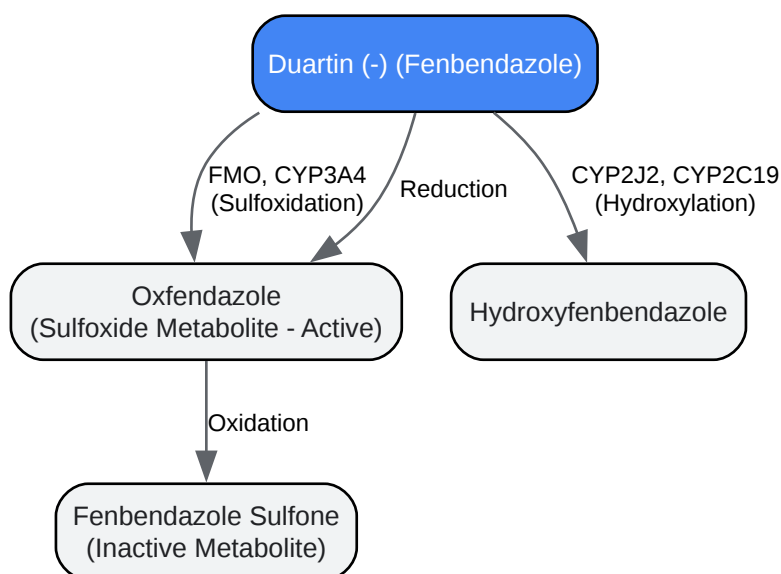 Duartin (-) (Fenbendazole)
FMO, CYP3A4
(Sulfoxidation)
Reduction
CYP2J2, CYP2C19
(Hydroxylation)
Oxfendazole
(Sulfoxide Metabolite - Active)
Hydroxyfenbendazole
Oxidation
Fenbendazole Sulfone
(Inactive Metabolite)